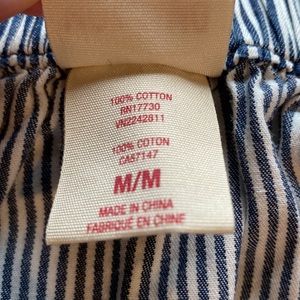 100% COTTON
RN17730
VN2242811
100% COTON
CA57147
M/M
MADE IN CHINA
FABRIQUÉ EN CHINE